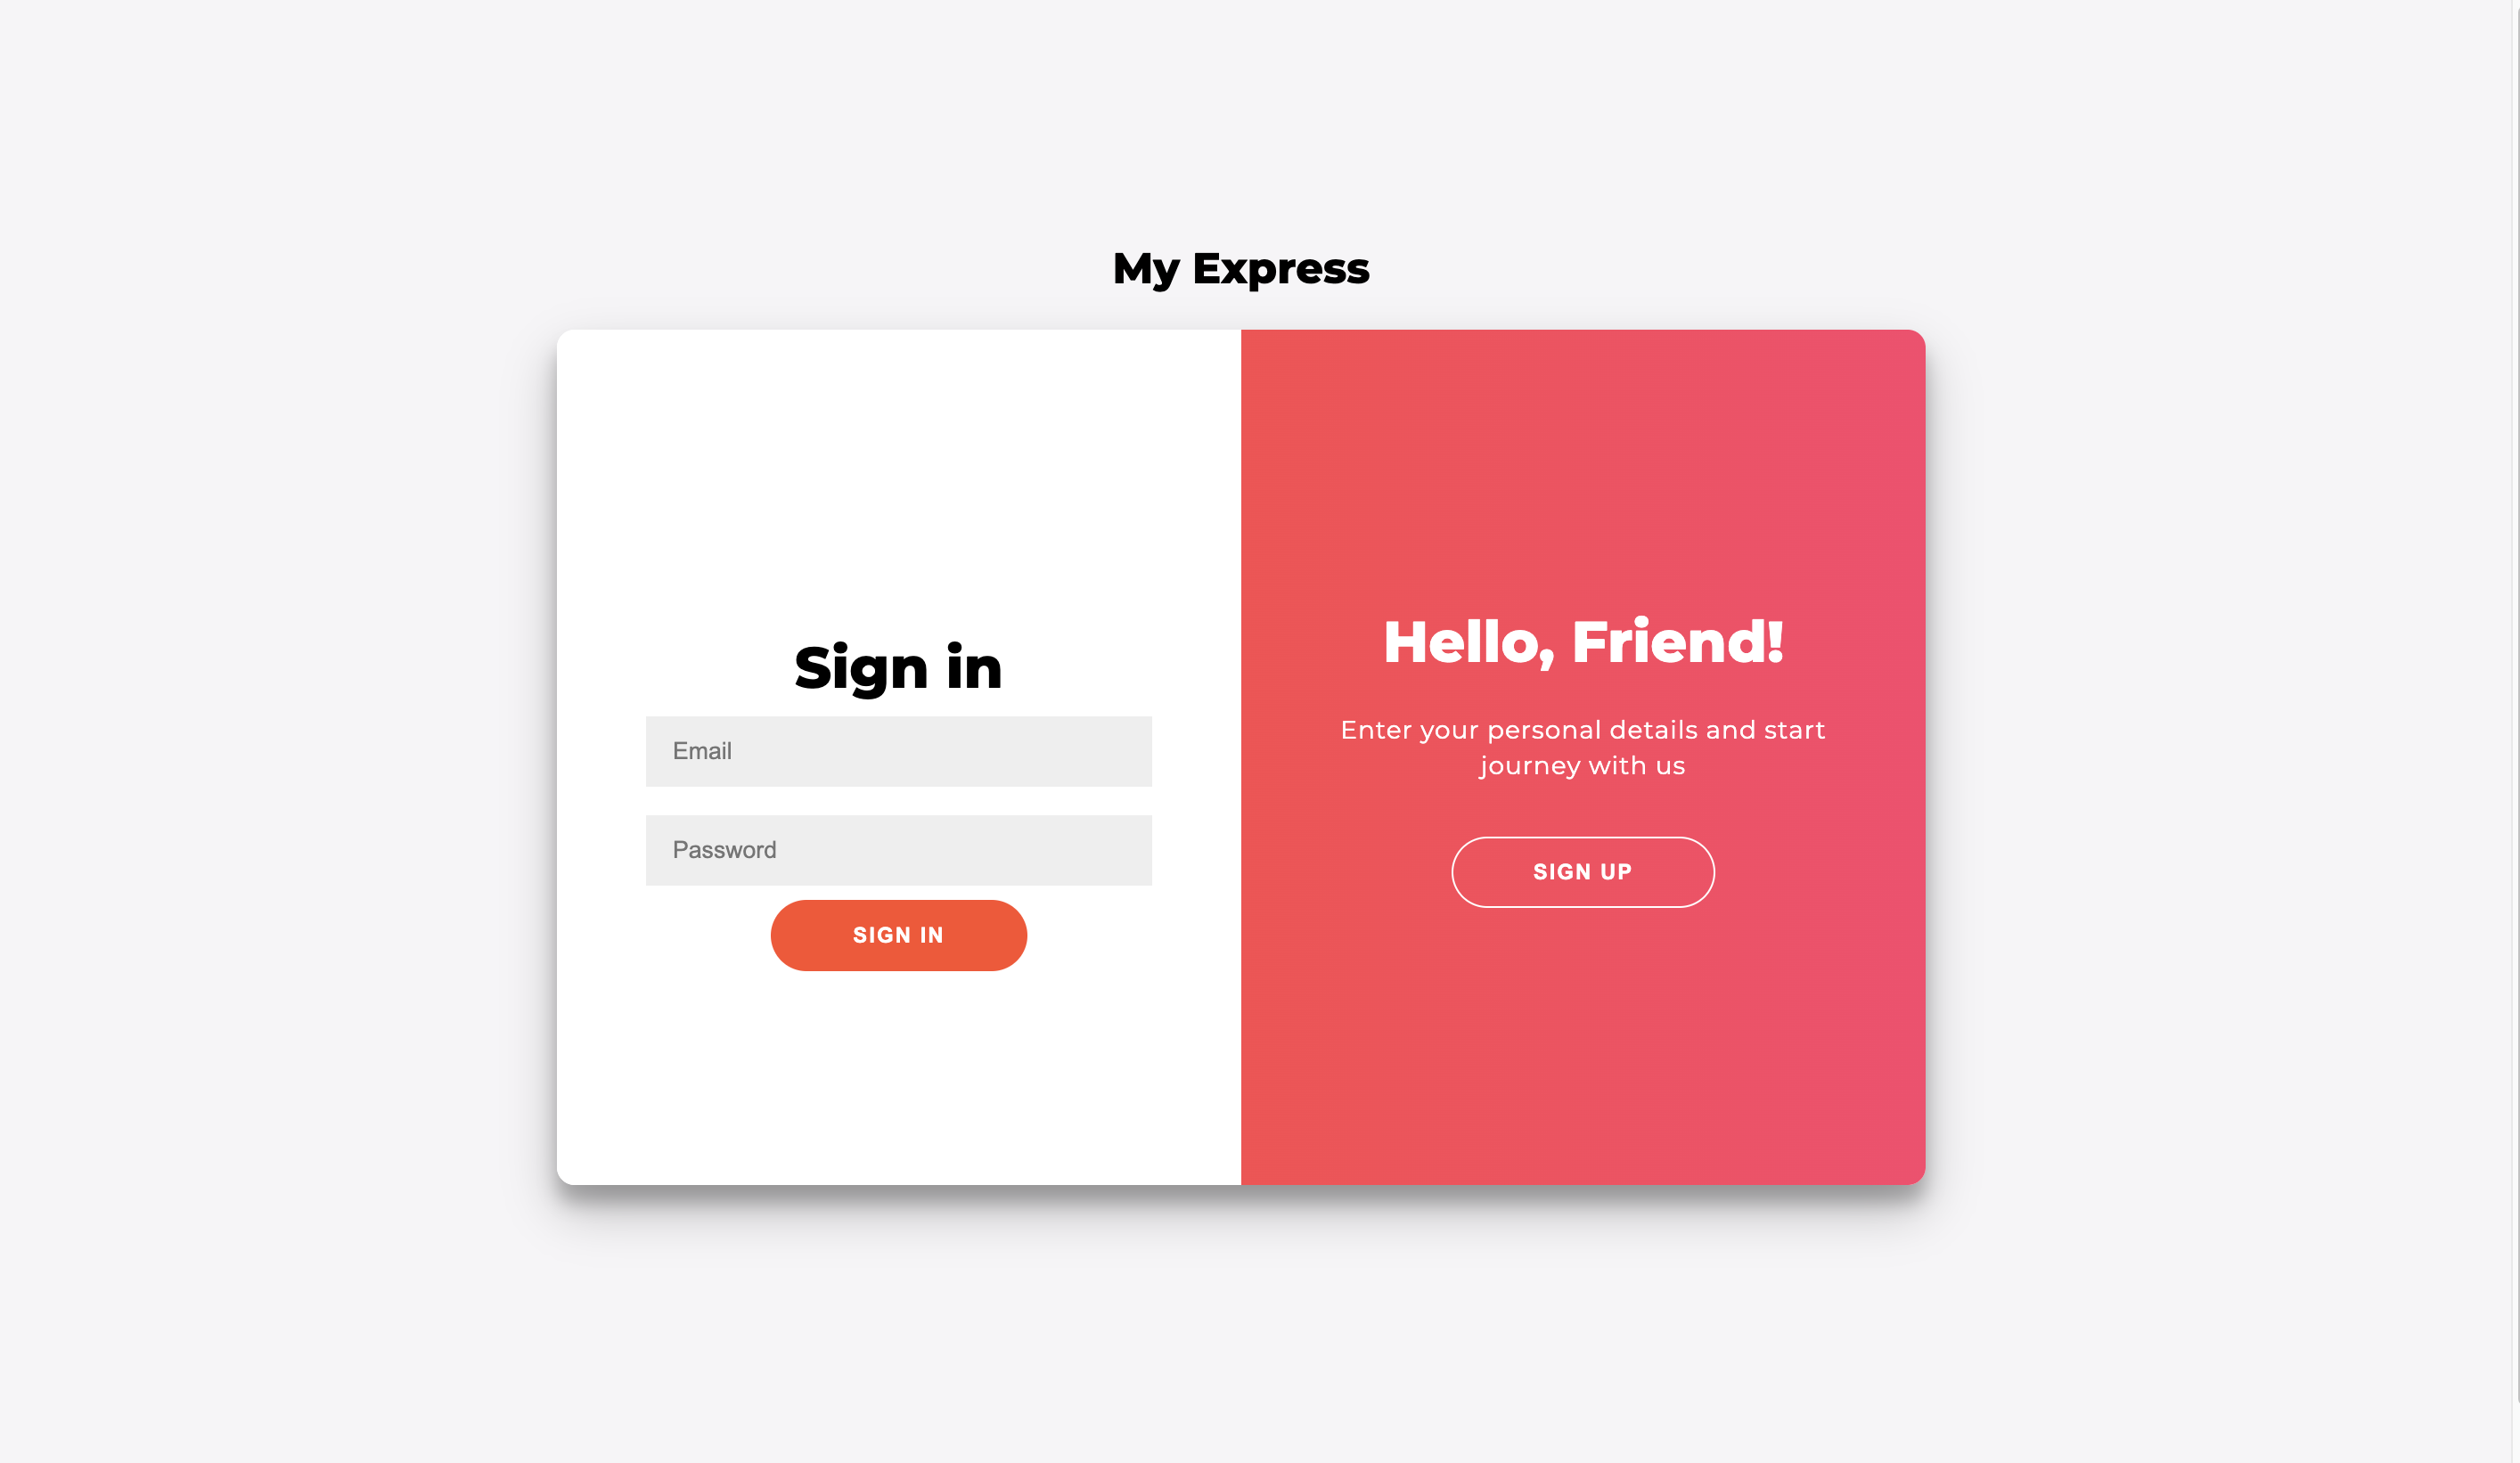 My Express
Sign in
Email
Password
SIGN IN
Hello, Friend!
Enter your personal details and start
journey with us
SIGN UP